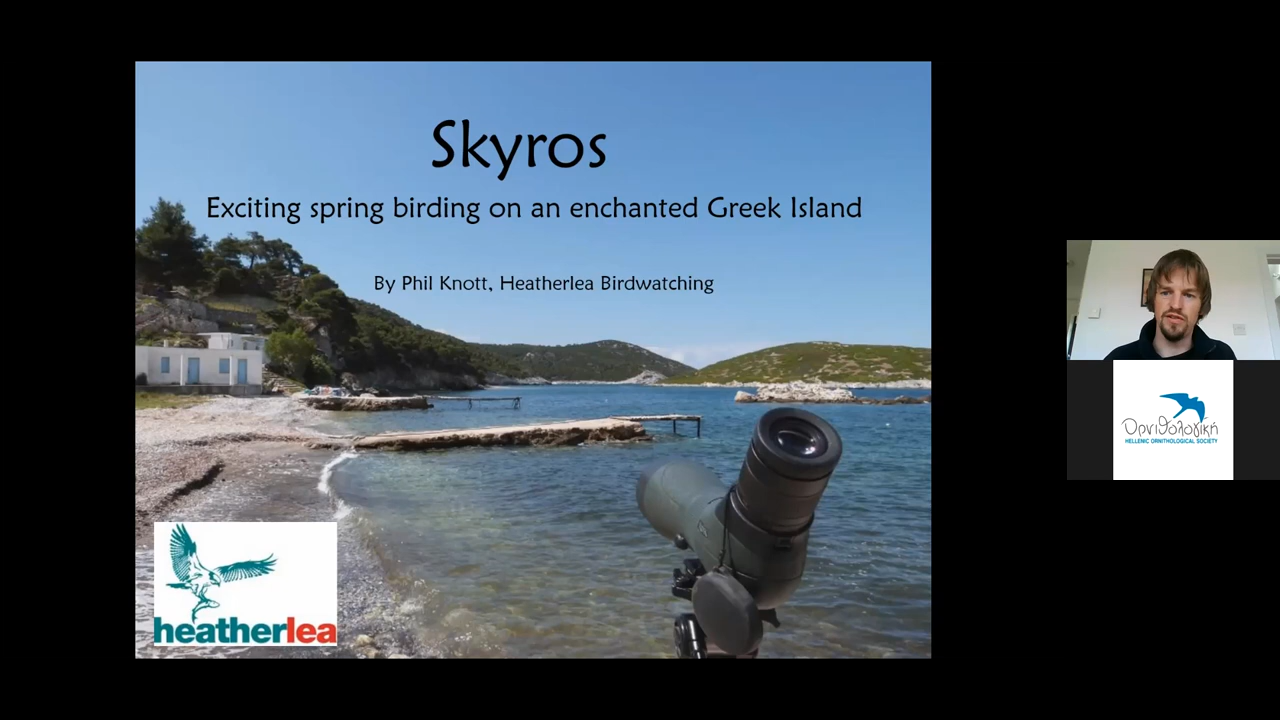 Skyros
Exciting spring birding on an enchanted Greek Island
By Phil Knott, Heatherlea Birdwatching
heatherlea
Ορνιθολογική
HELLENIC ORNITHOLOGICAL SOCIETY